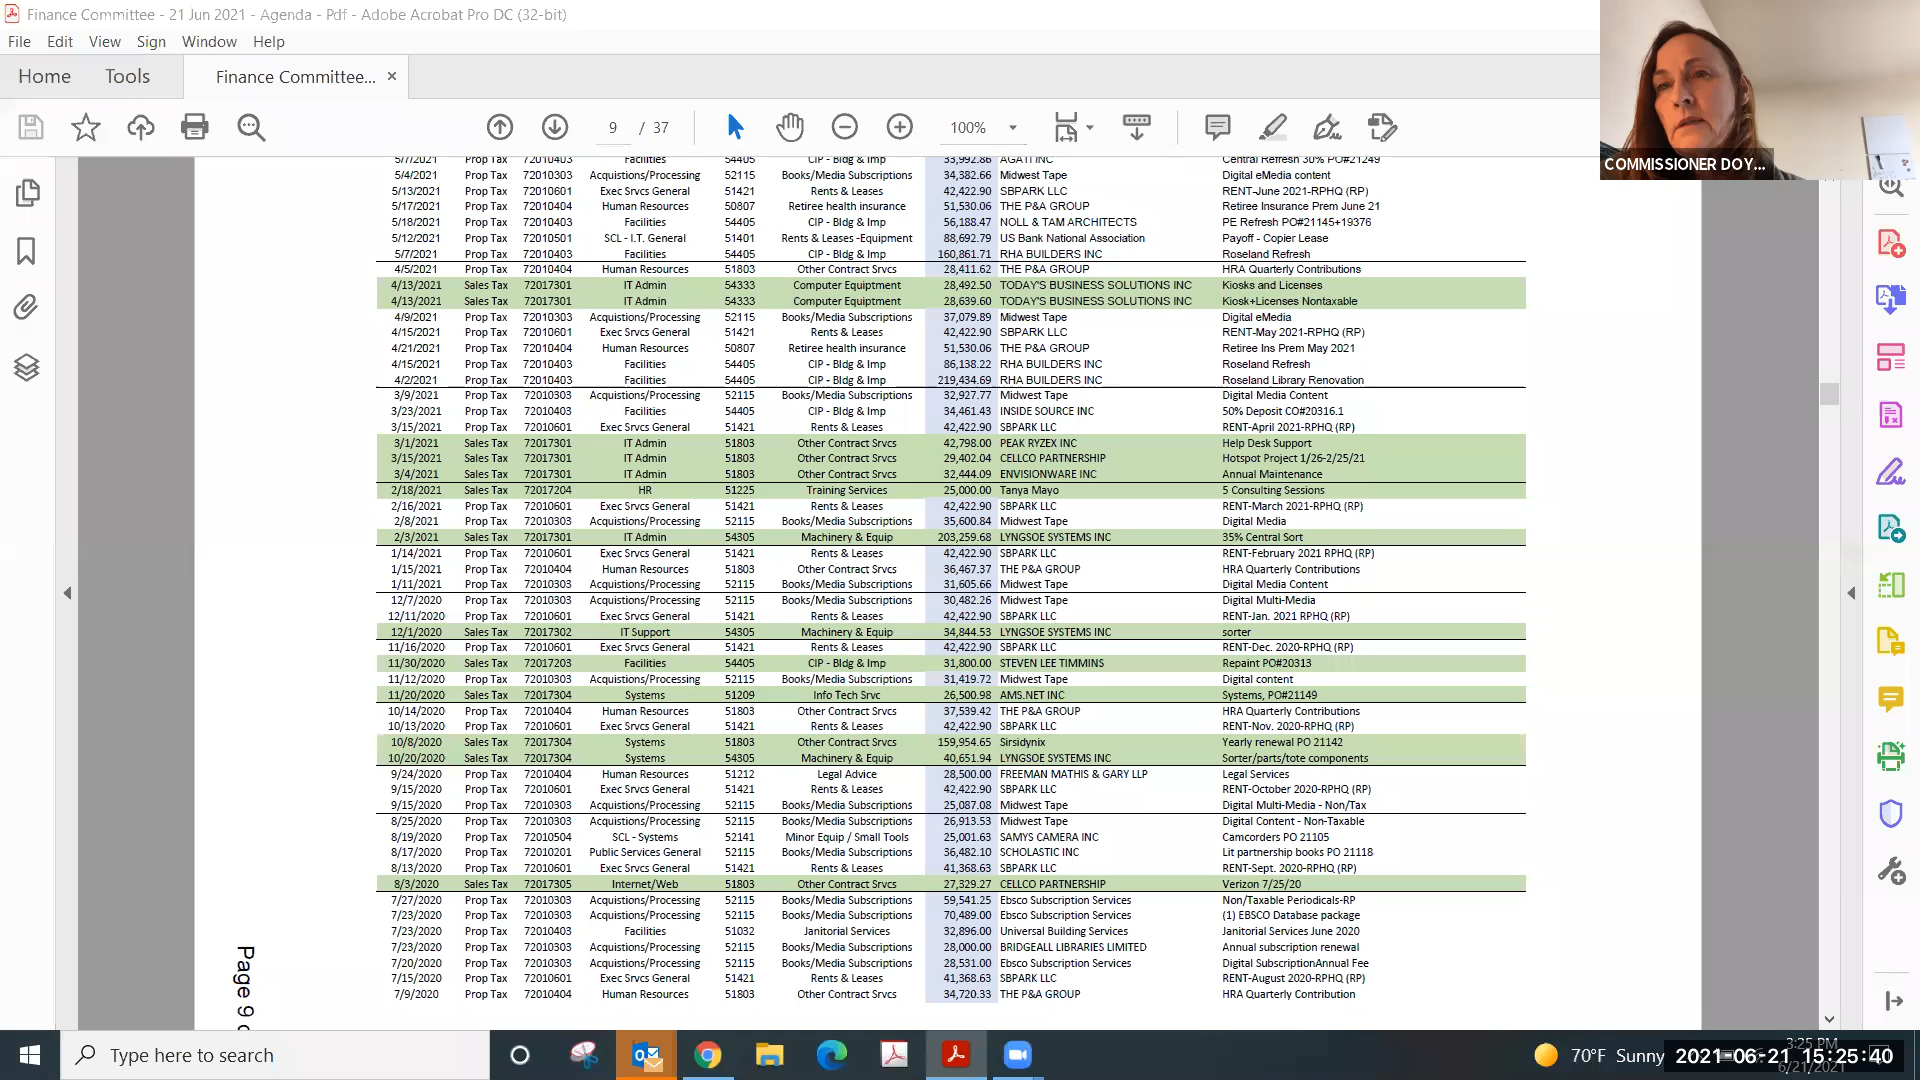 Finance Committee - 21 Jun 2021 - Agenda - Pdf - Adobe Acrobat Pro DC (32-bit)
File Edit View Sign Window Help
Home Tools Finance Committee... ×
9 / 37 100%
COMMISSIONER DOY...
5/7/2021 Prop Tax 72010403 Facilities 54405 CIP - Bldg & Imp 33,992.86 AGATI INC Central Refresh 30% PO#21249
5/4/2021 Prop Tax 72010303 Acquistions/Processing 52115 Books/Media Subscriptions 34,382.66 Midwest Tape Digital eMedia content
5/13/2021 Prop Tax 72010601 Exec Srvcs General 51421 Rents & Leases 42,422.90 SBPARK LLC RENT-June 2021-RPHQ (RP)
5/17/2021 Prop Tax 72010404 Human Resources 50807 Retiree health insurance 51,530.06 THE P&A GROUP Retiree Insurance Prem June 21
5/18/2021 Prop Tax 72010403 Facilities 54405 CIP - Bldg & Imp 56,188.47 NOLL & TAM ARCHITECTS PE Refresh PO#21145+19376
5/12/2021 Prop Tax 72010501 SCL - I.T. General 51401 Rents & Leases -Equipment 88,692.79 US Bank National Association Payoff - Copier Lease
5/7/2021 Prop Tax 72010403 Facilities 54405 CIP - Bldg & Imp 160,861.71 RHA BUILDERS INC Roseland Refresh
4/5/2021 Prop Tax 72010404 Human Resources 51803 Other Contract Srvcs 28,411.62 THE P&A GROUP HRA Quarterly Contributions
4/13/2021 Sales Tax 72017301 IT Admin 54333 Computer Equiptment 28,492.50 TODAY'S BUSINESS SOLUTIONS INC Kiosks and Licenses
4/13/2021 Sales Tax 72017301 IT Admin 54333 Computer Equiptment 28,639.60 TODAY'S BUSINESS SOLUTIONS INC Kiosk+Licenses Nontaxable
4/9/2021 Prop Tax 72010303 Acquistions/Processing 52115 Books/Media Subscriptions 37,079.89 Midwest Tape Digital eMedia
4/15/2021 Prop Tax 72010601 Exec Srvcs General 51421 Rents & Leases 42,422.90 SBPARK LLC RENT-May 2021-RPHQ (RP)
4/21/2021 Prop Tax 72010404 Human Resources 50807 Retiree health insurance 51,530.06 THE P&A GROUP Retiree Ins Prem May 2021
4/15/2021 Prop Tax 72010403 Facilities 54405 CIP - Bldg & Imp 86,138.22 RHA BUILDERS INC Roseland Refresh
4/2/2021 Prop Tax 72010403 Facilities 54405 CIP - Bldg & Imp 219,434.69 RHA BUILDERS INC Roseland Library Renovation
3/9/2021 Prop Tax 72010303 Acquistions/Processing 52115 Books/Media Subscriptions 32,927.77 Midwest Tape Digital Media Content
3/23/2021 Prop Tax 72010403 Facilities 54405 CIP - Bldg & Imp 34,461.43 INSIDE SOURCE INC 50% Deposit CO#20316.1
3/15/2021 Prop Tax 72010601 Exec Srvcs General 51421 Rents & Leases 42,422.90 SBPARK LLC RENT-April 2021-RPHQ (RP)
3/1/2021 Sales Tax 72017301 IT Admin 51803 Other Contract Srvcs 42,798.00 PEAK RYZEX INC Help Desk Support
3/15/2021 Sales Tax 72017301 IT Admin 51803 Other Contract Srvcs 29,402.04 CELLCO PARTNERSHIP Hotspot Project 1/26-2/25/21
3/4/2021 Sales Tax 72017301 IT Admin 51803 Other Contract Srvcs 32,444.09 ENVISIONWARE INC Annual Maintenance
2/18/2021 Sales Tax 72017204 HR 51225 Training Services 25,000.00 Tanya Mayo 5 Consulting Sessions
2/16/2021 Prop Tax 72010601 Exec Srvcs General 51421 Rents & Leases 42,422.90 SBPARK LLC RENT-March 2021-RPHQ (RP)
2/8/2021 Prop Tax 72010303 Acquistions/Processing 52115 Books/Media Subscriptions 35,600.84 Midwest Tape Digital Media
2/3/2021 Sales Tax 72017301 IT Admin 54305 Machinery & Equip 203,259.68 LYNGSOE SYSTEMS INC 35% Central Sort
1/14/2021 Prop Tax 72010601 Exec Srvcs General 51421 Rents & Leases 42,422.90 SBPARK LLC RENT-February 2021 RPHQ (RP)
1/15/2021 Prop Tax 72010404 Human Resources 51803 Other Contract Srvcs 36,467.37 THE P&A GROUP HRA Quarterly Contributions
1/11/2021 Prop Tax 72010303 Acquistions/Processing 52115 Books/Media Subscriptions 31,605.66 Midwest Tape Digital Media Content
12/7/2020 Prop Tax 72010303 Acquistions/Processing 52115 Books/Media Subscriptions 30,482.26 Midwest Tape Digital Multi-Media
12/11/2020 Prop Tax 72010601 Exec Srvcs General 51421 Rents & Leases 42,422.90 SBPARK LLC RENT-Jan. 2021 RPHQ (RP)
12/1/2020 Sales Tax 72017302 IT Support 54305 Machinery & Equip 34,844.53 LYNGSOE SYSTEMS INC sorter
11/16/2020 Prop Tax 72010601 Exec Srvcs General 51421 Rents & Leases 42,422.90 SBPARK LLC RENT-Dec. 2020-RPHQ (RP)
11/30/2020 Sales Tax 72017203 Facilities 54405 CIP - Bldg & Imp 31,800.00 STEVEN LEE TIMMINS Repaint PO#20313
11/12/2020 Prop Tax 72010303 Acquistions/Processing 52115 Books/Media Subscriptions 31,419.72 Midwest Tape Digital content
11/20/2020 Sales Tax 72017304 Systems 51209 Info Tech Srvc 26,500.98 AMS.NET INC Systems, PO#21149
10/14/2020 Prop Tax 72010404 Human Resources 51803 Other Contract Srvcs 37,539.42 THE P&A GROUP HRA Quarterly Contributions
10/13/2020 Prop Tax 72010601 Exec Srvcs General 51421 Rents & Leases 42,422.90 SBPARK LLC RENT-Nov. 2020-RPHQ (RP)
10/8/2020 Sales Tax 72017304 Systems 51803 Other Contract Srvcs 159,954.65 Sirsidynix Yearly renewal PO 21142
10/20/2020 Sales Tax 72017304 Systems 54305 Machinery & Equip 40,651.94 LYNGSOE SYSTEMS INC Sorter/parts/tote components
9/24/2020 Prop Tax 72010404 Human Resources 51212 Legal Advice 28,500.00 FREEMAN MATHIS & GARY LLP Legal Services
9/15/2020 Prop Tax 72010601 Exec Srvcs General 51421 Rents & Leases 42,422.90 SBPARK LLC RENT-October 2020-RPHQ (RP)
9/15/2020 Prop Tax 72010303 Acquistions/Processing 52115 Books/Media Subscriptions 25,087.08 Midwest Tape Digital Multi-Media - Non/Tax
8/25/2020 Prop Tax 72010303 Acquistions/Processing 52115 Books/Media Subscriptions 26,913.53 Midwest Tape Digital Content - Non-Taxable
8/19/2020 Prop Tax 72010504 SCL - Systems 52141 Minor Equip / Small Tools 25,001.63 SAMYS CAMERA INC Camcorders PO 21105
8/17/2020 Prop Tax 72010201 Public Services General 52115 Books/Media Subscriptions 36,482.10 SCHOLASTIC INC Lit partnership books PO 21118
8/13/2020 Prop Tax 72010601 Exec Srvcs General 51421 Rents & Leases 41,368.63 SBPARK LLC RENT-Sept. 2020-RPHQ (RP)
8/3/2020 Sales Tax 72017305 Internet/Web 51803 Other Contract Srvcs 27,329.27 CELLCO PARTNERSHIP Verizon 7/25/20
7/27/2020 Prop Tax 72010303 Acquistions/Processing 52115 Books/Media Subscriptions 59,541.25 Ebsco Subscription Services Non/Taxable Periodicals-RP
7/23/2020 Prop Tax 72010303 Acquistions/Processing 52115 Books/Media Subscriptions 70,489.00 Ebsco Subscription Services (1) EBSCO Database package
7/23/2020 Prop Tax 72010403 Facilities 51032 Janitorial Services 32,896.00 Universal Building Services Janitorial Services June 2020
7/23/2020 Prop Tax 72010303 Acquistions/Processing 52115 Books/Media Subscriptions 28,000.00 BRIDGEALL LIBRARIES LIMITED Annual subscription renewal
7/20/2020 Prop Tax 72010303 Acquistions/Processing 52115 Books/Media Subscriptions 28,531.00 Ebsco Subscription Services Digital SubscriptionAnnual Fee
7/15/2020 Prop Tax 72010601 Exec Srvcs General 51421 Rents & Leases 41,368.63 SBPARK LLC RENT-August 2020-RPHQ (RP)
7/9/2020 Prop Tax 72010404 Human Resources 51803 Other Contract Srvcs 34,720.33 THE P&A GROUP HRA Quarterly Contribution
Page 9
Type here to search
70°F Sunny
3:25 PM
2021-06-21 15:25:40
6/21/2021